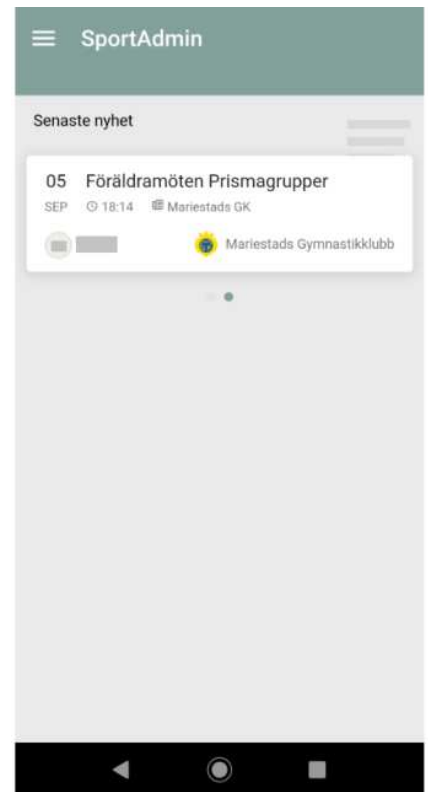 SportAdmin
Senaste nyhet
05 Föräldramöten Prismagrupper
SEP 18:14 Mariestads GK
Mariestads Gymnastikklubb